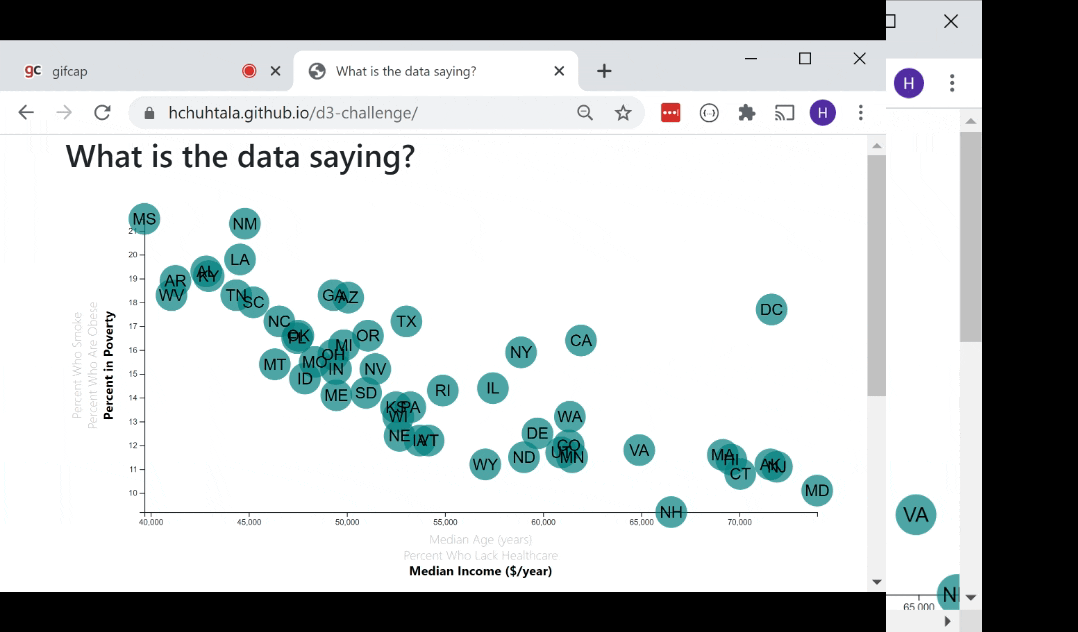 gc gifcap
What is the data saying?
hchuhtala.github.io/d3-challenge/
H
H
What is the data saying?
MS
NM
21
LA
20
AL
KY
19
AR
WV
TN
SC
GA
AZ
18
DC
NC
TX
17
OK
FL
OR
CA
MI
16
NY
OH
MO
MT
IN
NV
15
ID
IL
RI
SD
ME
14
KS
PA
WI
WA
13
DE
NE
IA
VT
CO
12
UT
MN
ND
VA
WY
MA
HI
CT
AK
NJ
11
MD
10
NH
Percent Who Smoke
Percent Who Are Obese
Percent in Poverty
40,000 45,000 50,000 55,000 60,000 65,000 70,000
Median Age (years)
Percent Who Lack Healthcare
Median Income ($/year)
VA
N
65,000